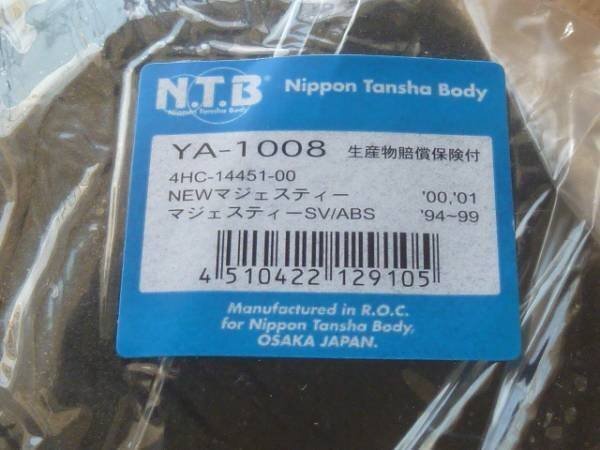 N.T.B®
Nippon Tansha Body
Nippon Tansha Body
YA-1008 生産物賠償保険付
4HC-14451-00
NEWマジェスティー '00,'01
マジェスティーSV/ABS '94~99
4 510422 129105
Manufactured in R.O.C.
for Nippon Tansha Body,
OSAKA JAPAN.